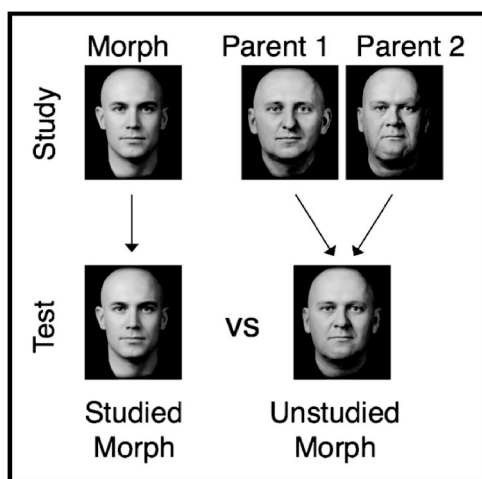 Morph
Parent 1 Parent 2
Study
Test
vs
Studied
Morph
Unstudied
Morph